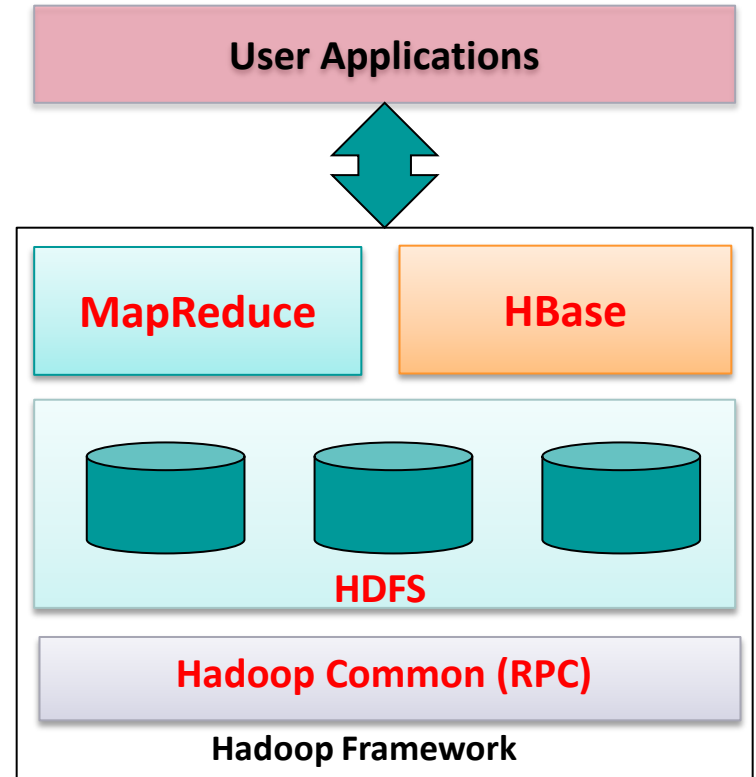 User Applications
MapReduce
HBase
HDFS
Hadoop Common (RPC)
Hadoop Framework